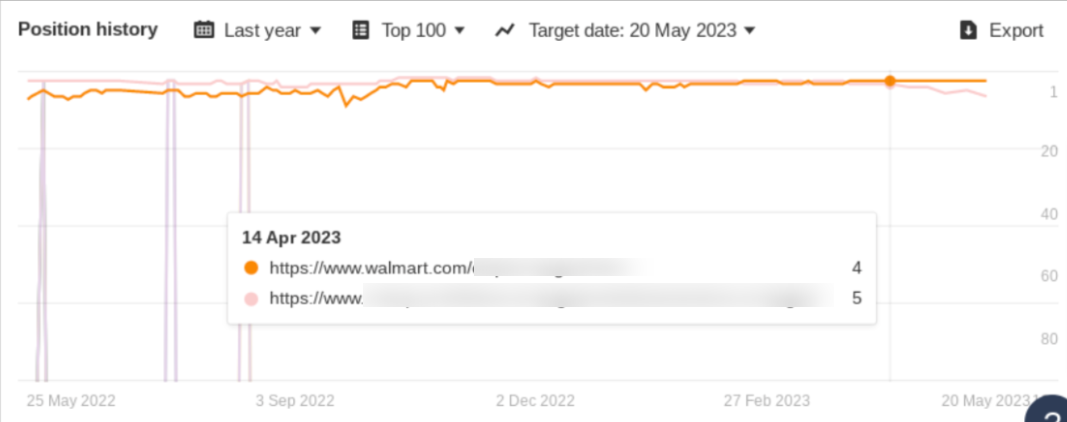 Position history Last year Top 100 Target date: 20 May 2023 Export
1
20
40
14 Apr 2023
https://www.walmart.com/ 4
https://www. 5
60
80
25 May 2022 3 Sep 2022 2 Dec 2022 27 Feb 2023 20 May 2023